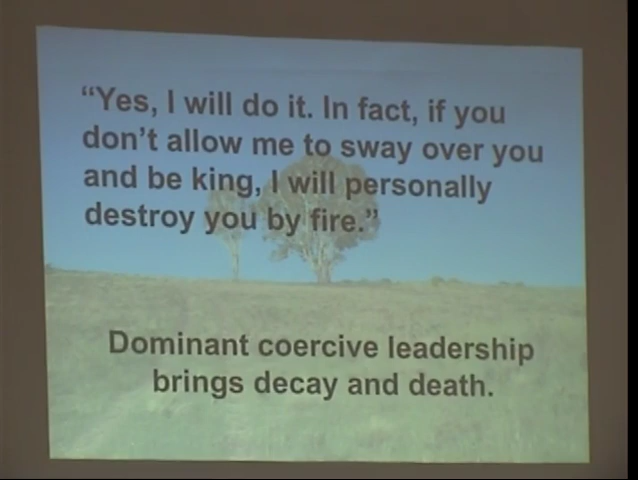 “Yes, I will do it. In fact, if you
don’t allow me to sway over you
and be king, I will personally
destroy you by fire.”
Dominant coercive leadership
brings decay and death.